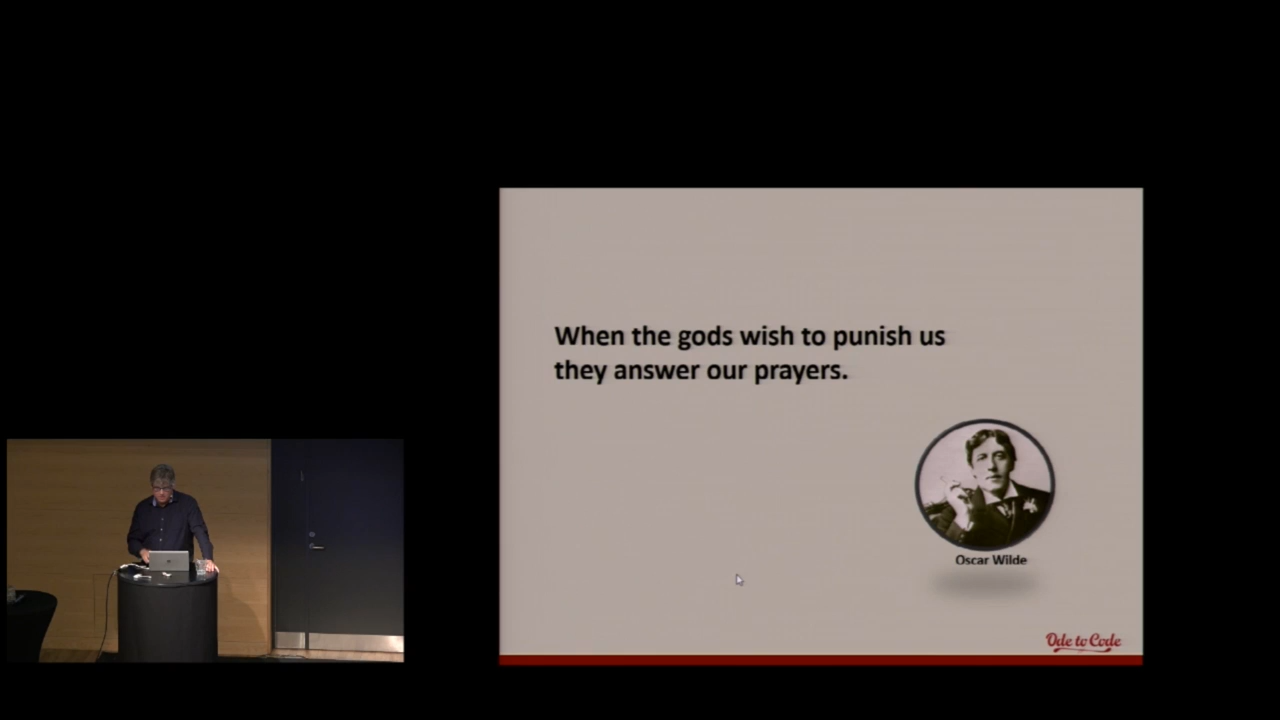 When the gods wish to punish us
they answer our prayers.
Oscar Wilde
Ode to Code